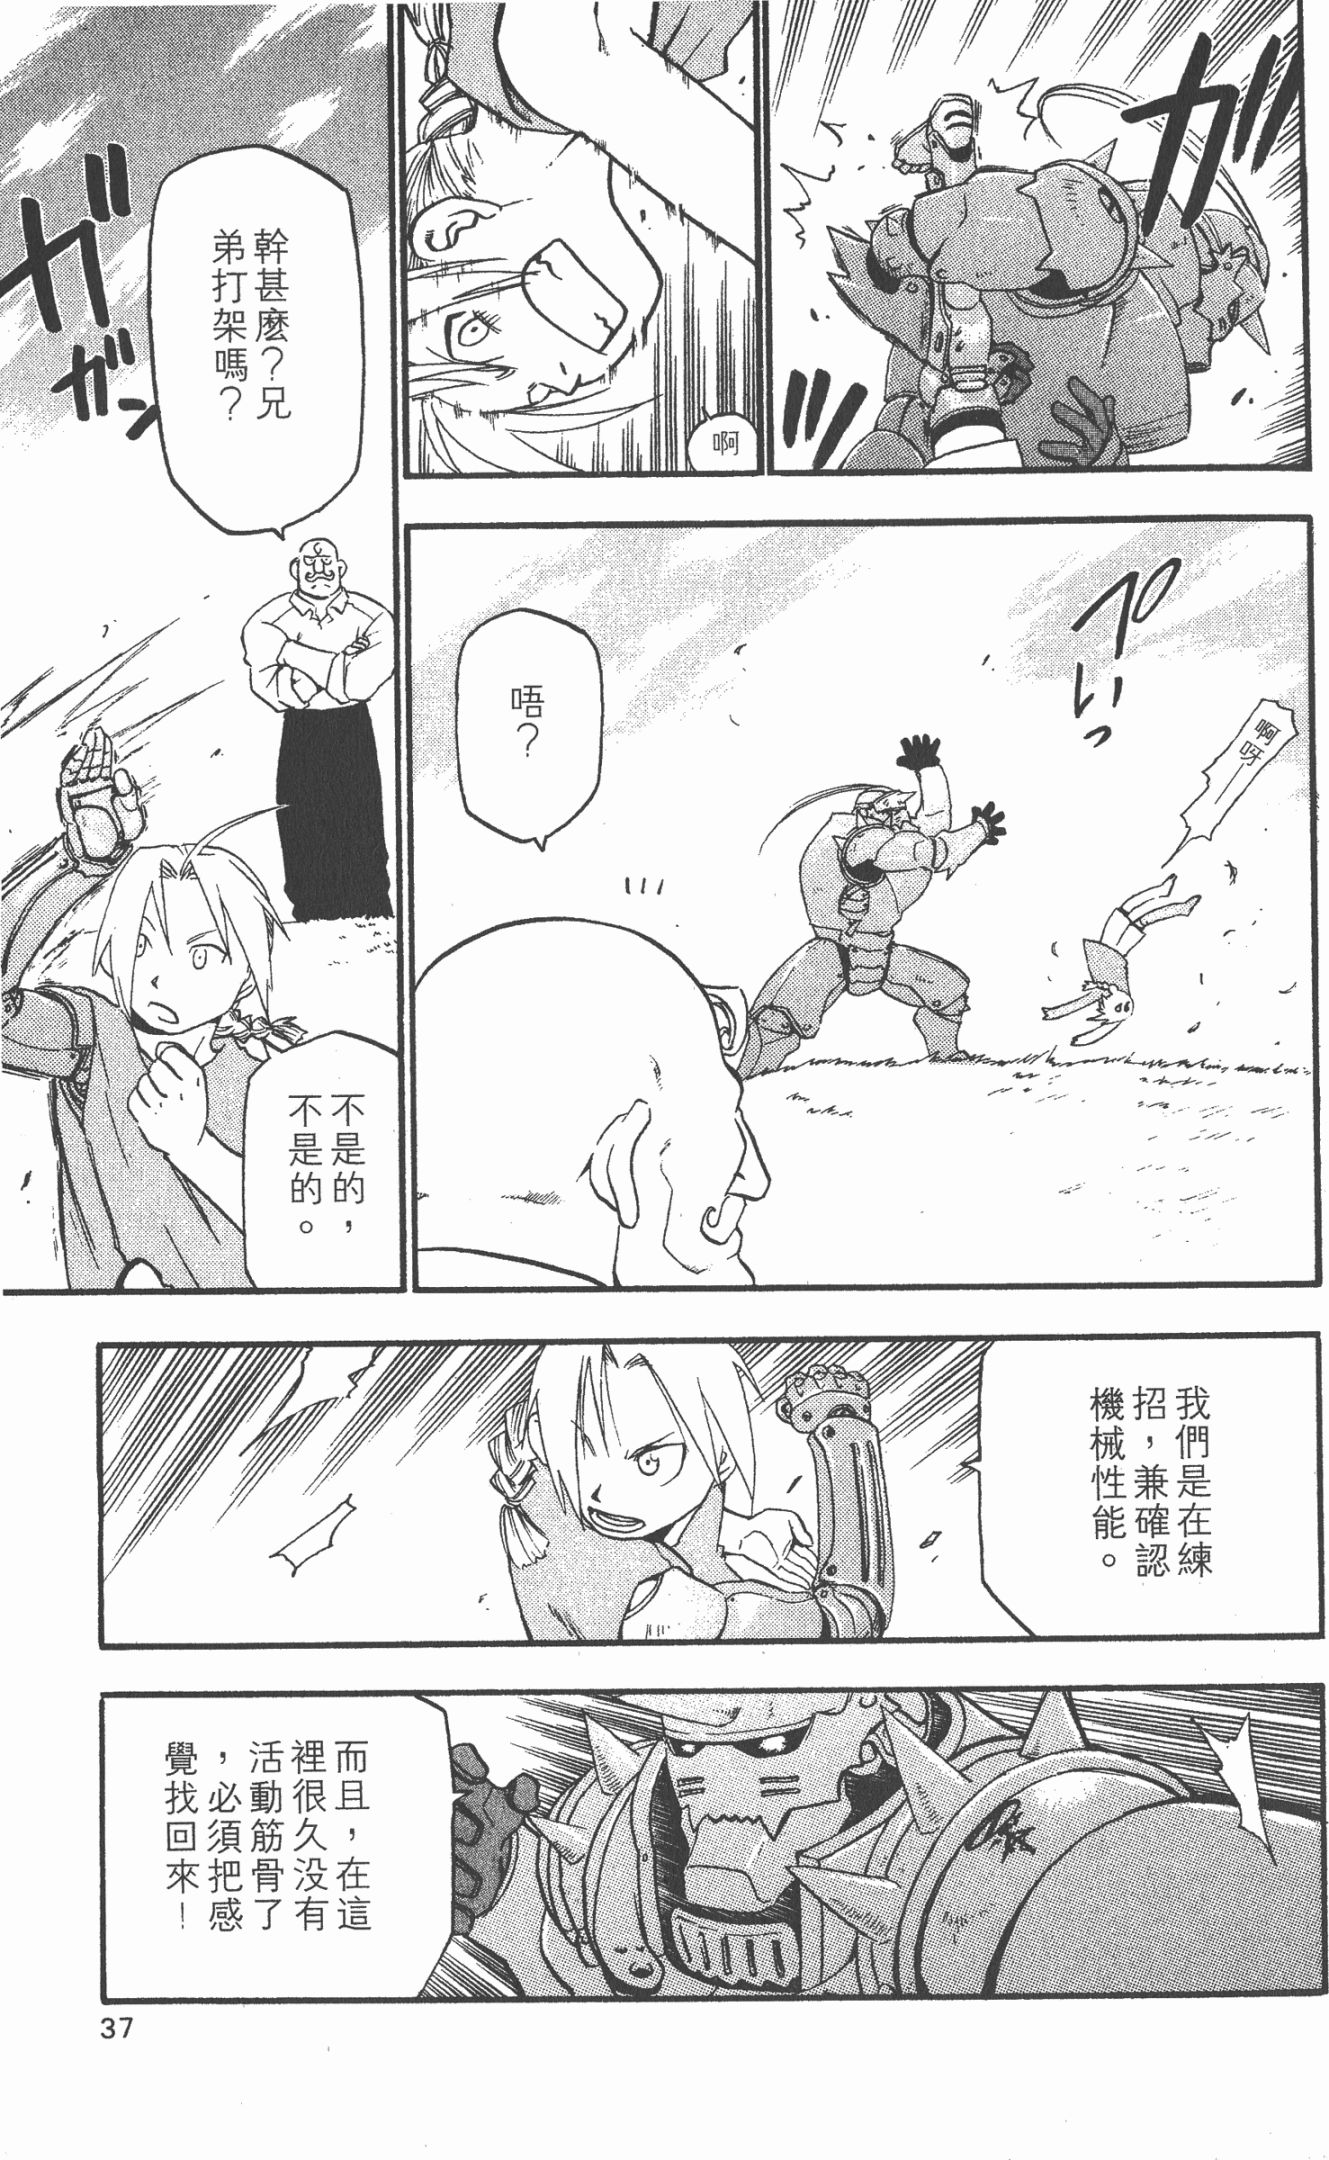 ガ
ッ
啊
プ
い
っ
啊呀——
唔？
幹甚麼？兄
弟打架嗎？
ガ
ガン
不是的，
不是的。
我們是在練
招，兼確認
機械性能。
而且，在這
裡很久没有
活動筋骨了
，必須把感
覺找回來！
37